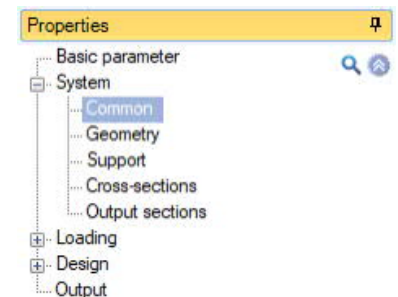 Properties
Basic parameter
System
Common
Geometry
Support
Cross-sections
Output sections
Loading
Design
Output